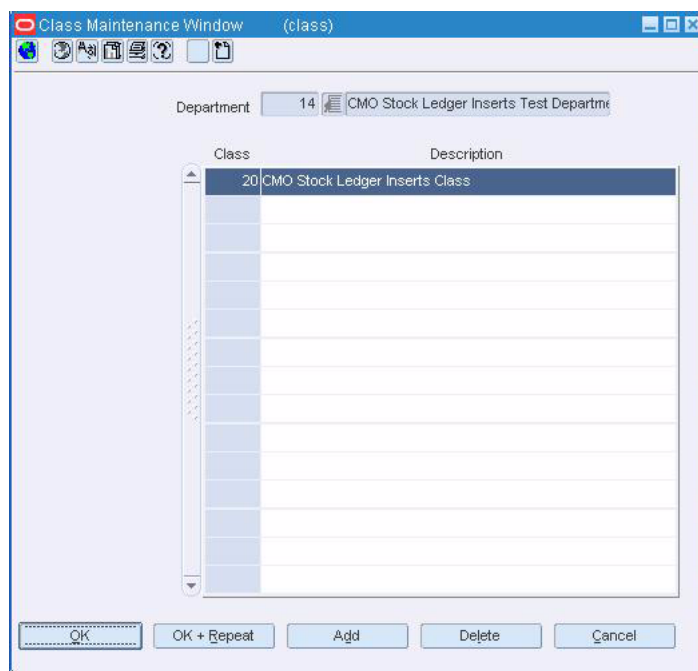 Class Maintenance Window (class)
Department 14 CMO Stock Ledger Inserts Test Departme
Class Description
20 CMO Stock Ledger Inserts Class
OK OK + Repeat Add Delete Cancel